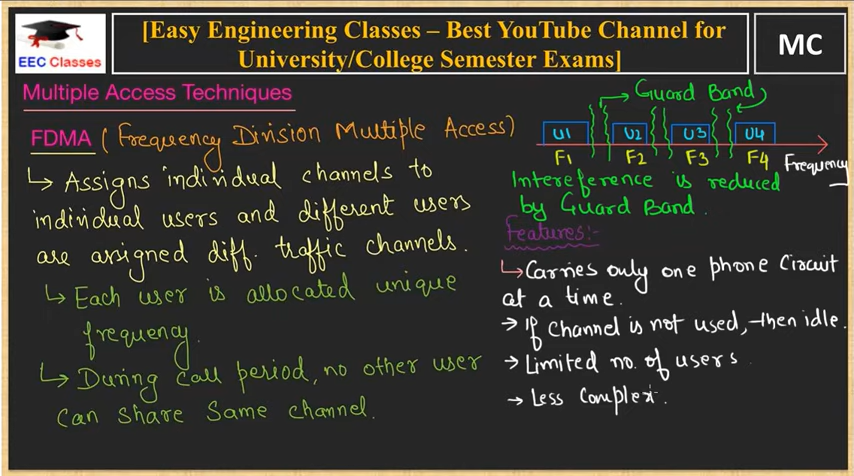 [Easy Engineering Classes – Best YouTube Channel for
University/College Semester Exams]
EEC Classes
MC
Multiple Access Techniques
FDMA (Frequency Division Multiple Access)
↳ Assigns individual channels to
individual users and different users
are assigned diff. traffic channels.
↳ Each user is allocated unique
frequency.
↳ During call period, no other user
can share same channel.
→ Guard Band
U1 U2 U3 U4
F1 F2 F3 F4 Frequency
Intereference is reduced
by Guard Band.
Features:-
↳ Carries only one phone circuit
at a time.
→ If channel is not used, then idle.
→ Limited no. of users.
→ Less complex.